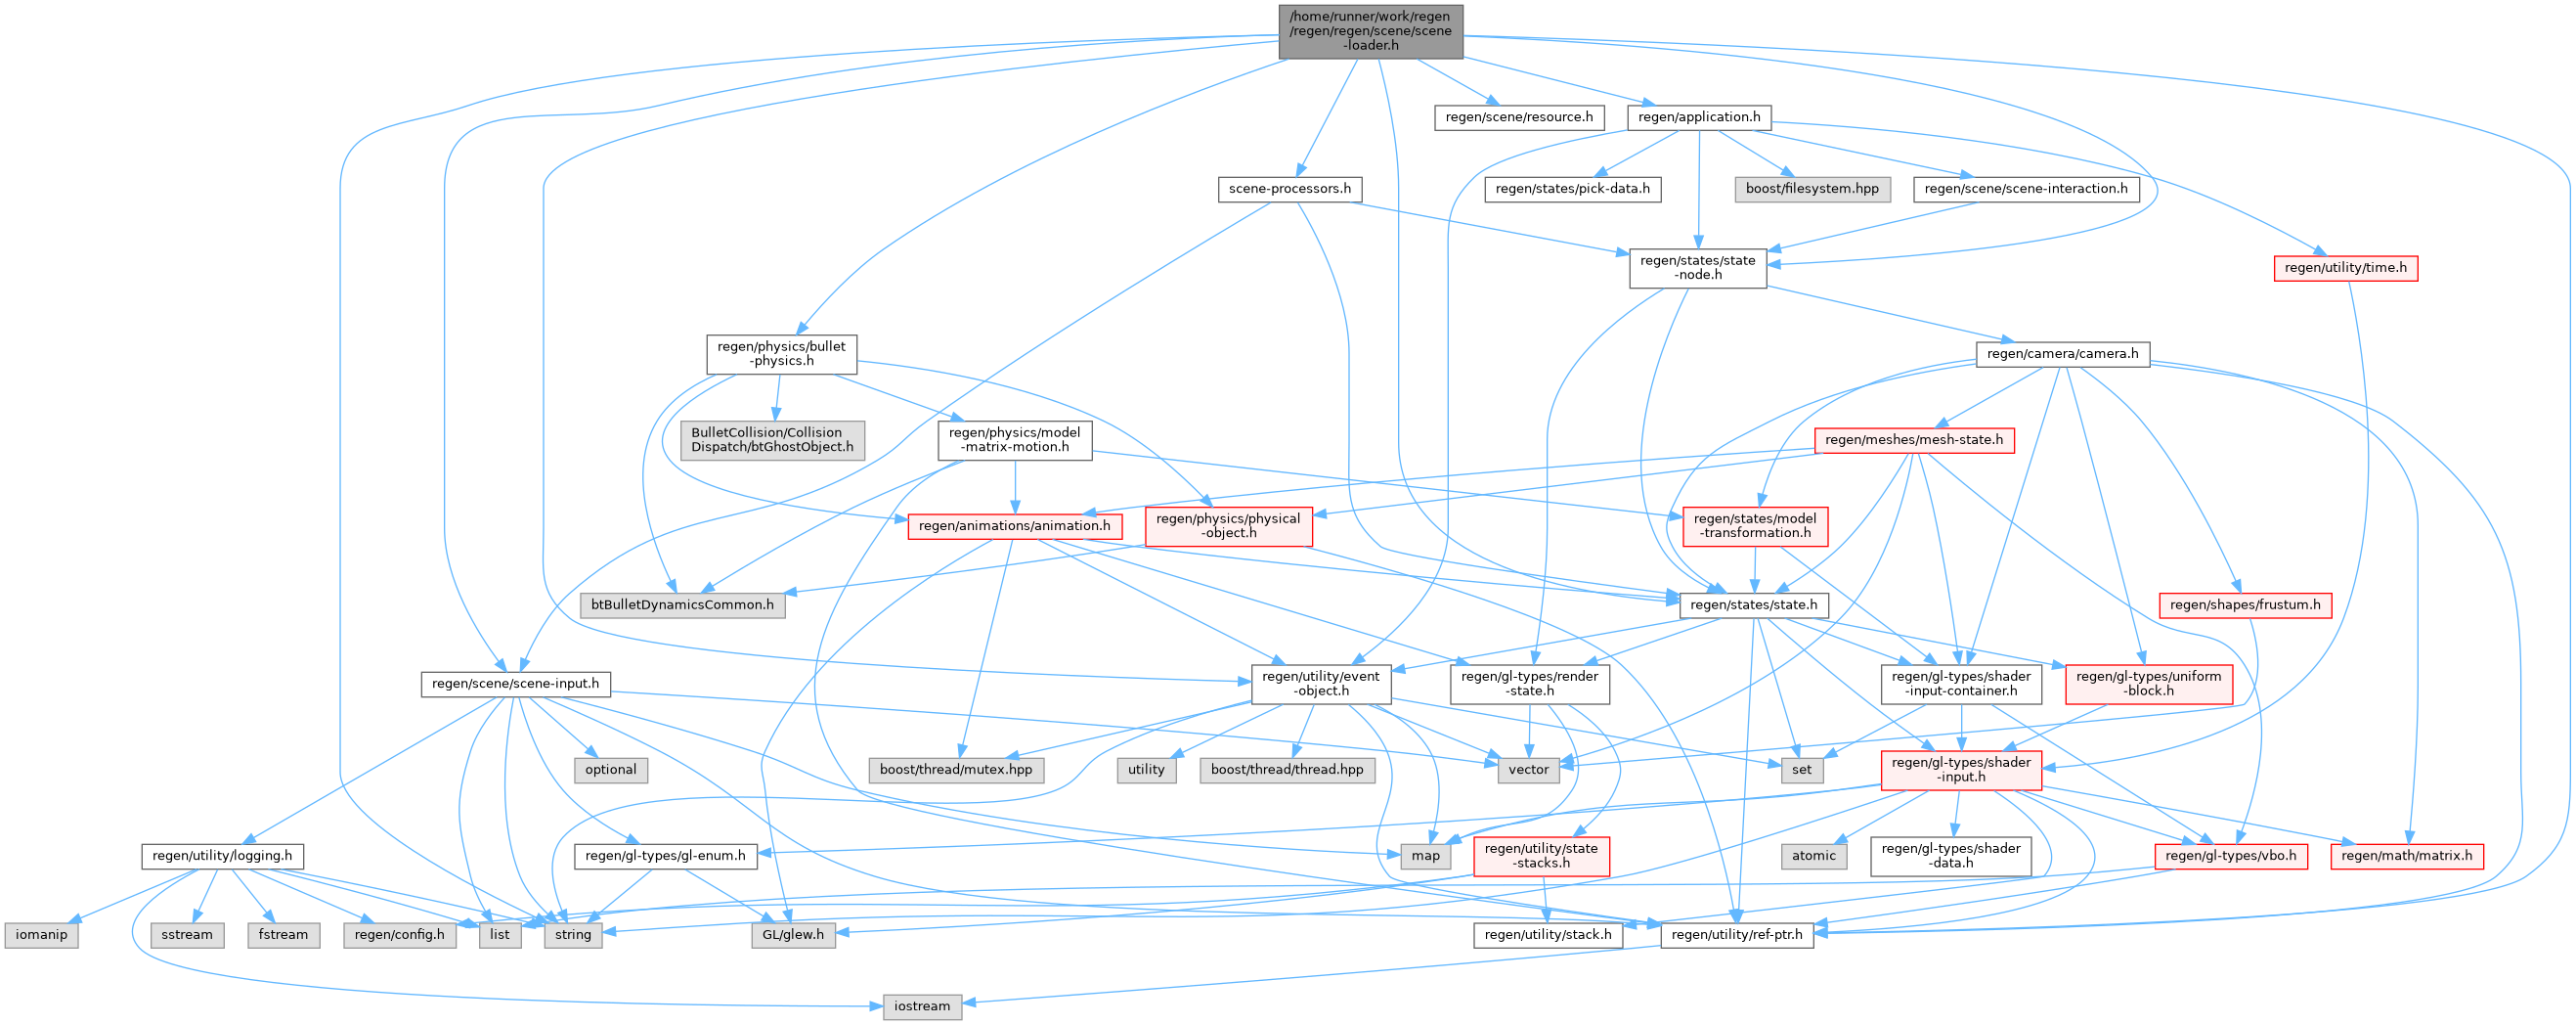 /home/runner/work/regen
/regen/regen/scene/scene
-loader.h
regen/scene/resource.h
regen/application.h
scene-processors.h
regen/states/pick-data.h
boost/filesystem.hpp
regen/scene/scene-interaction.h
regen/states/state
-node.h
regen/utility/time.h
regen/physics/bullet
-physics.h
regen/camera/camera.h
BulletCollision/Collision
Dispatch/btGhostObject.h
regen/physics/model
-matrix-motion.h
regen/meshes/mesh-state.h
regen/animations/animation.h
regen/physics/physical
-object.h
regen/states/model
-transformation.h
btBulletDynamicsCommon.h
regen/states/state.h
regen/shapes/frustum.h
regen/scene/scene-input.h
regen/utility/event
-object.h
regen/gl-types/render
-state.h
regen/gl-types/shader
-input-container.h
regen/gl-types/uniform
-block.h
optional
boost/thread/mutex.hpp
utility
boost/thread/thread.hpp
vector
set
regen/gl-types/shader
-input.h
regen/utility/logging.h
regen/gl-types/gl-enum.h
map
regen/utility/state
-stacks.h
atomic
regen/gl-types/shader
-data.h
regen/gl-types/vbo.h
regen/math/matrix.h
iomanip
sstream
fstream
regen/config.h
list
string
GL/glew.h
regen/utility/stack.h
regen/utility/ref-ptr.h
iostream